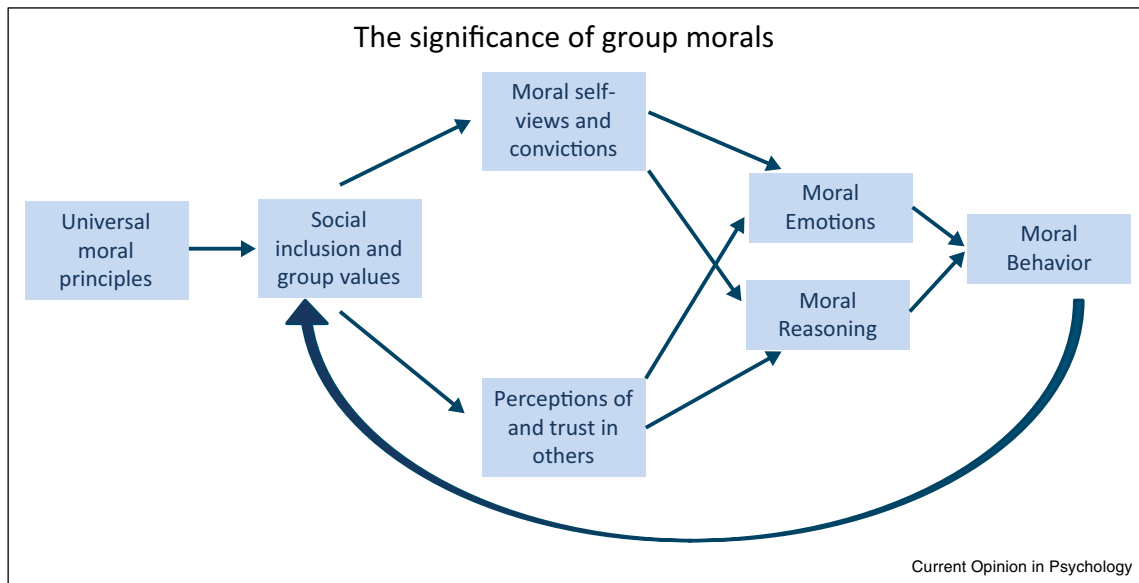 The significance of group morals
Moral self-
views and
convictions
Universal
moral
principles
Social
inclusion and
group values
Moral
Emotions
Moral
Behavior
Moral
Reasoning
Perceptions of
and trust in
others
Current Opinion in Psychology